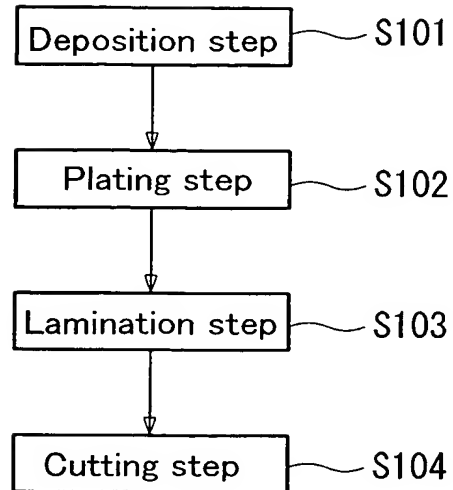 Deposition step S101
Plating step S102
Lamination step S103
Cutting step S104